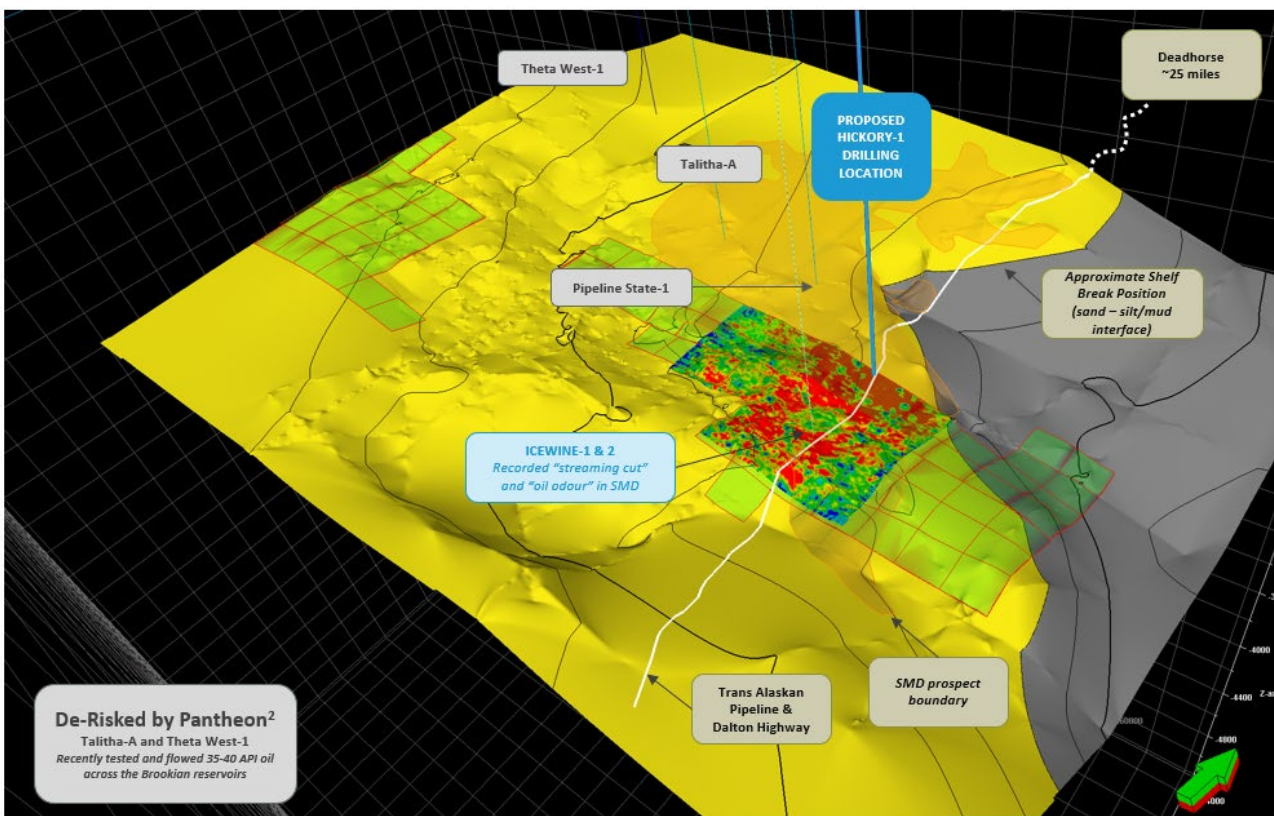 Theta West-1
Deadhorse
~25 miles
PROPOSED
HICKORY-1
DRILLING
LOCATION
Talitha-A
Pipeline State-1
Approximate Shelf
Break Position
(sand – silt/mud
interface)
ICEWINE-1 & 2
Recorded “streaming cut”
and “oil odour” in SMD
SMD prospect
boundary
Trans Alaskan
Pipeline &
Dalton Highway
De-Risked by Pantheon²
Talitha-A and Theta West-1
Recently tested and flowed 35-40 API oil
across the Brookian reservoirs
-4000
-4400
-4800